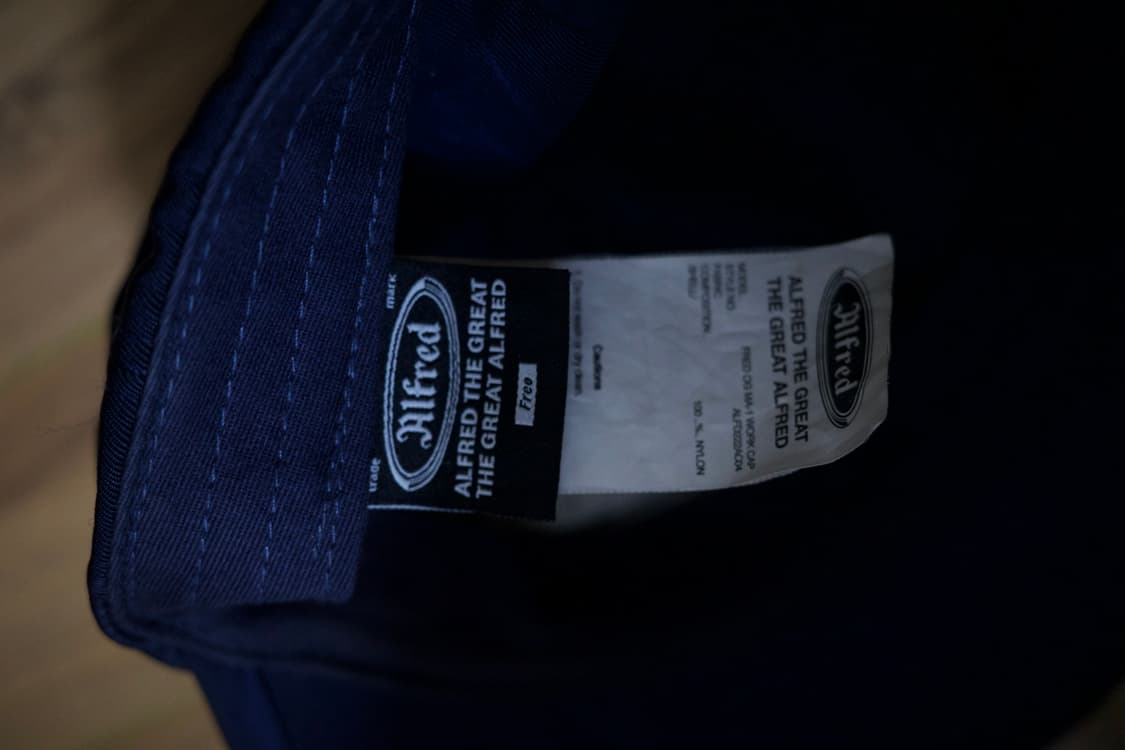 trade mark
Alfred
ALFRED THE GREAT
THE GREAT ALFRED
Free
Alfred
ALFRED THE GREAT
THE GREAT ALFRED
MODEL FRED OG MA-1 WORK CAP
STYLE NO ALFD222AC04
FABRIC
COMPOSITION
SHELL/ 100 % NYLON
Cautions